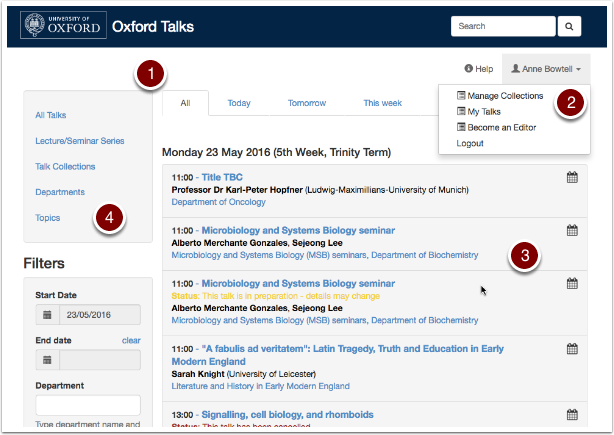 UNIVERSITY OF
OXFORD
Oxford Talks
Search
Help
Anne Bowtell
1
Manage Collections
My Talks
Become an Editor
Logout
2
All Talks
Lecture/Seminar Series
Talk Collections
Departments
Topics
4
All Today Tomorrow This week
Monday 23 May 2016 (5th Week, Trinity Term)
11:00 - Title TBC
Professor Dr Karl-Peter Hopfner (Ludwig-Maximilians-University of Munich)
Department of Oncology
11:00 - Microbiology and Systems Biology seminar
Alberto Merchante Gonzales, Sejeong Lee
Microbiology and Systems Biology (MSB) seminars, Department of Biochemistry
3
11:00 - Microbiology and Systems Biology seminar
Status: This talk is in preparation - details may change
Alberto Merchante Gonzales, Sejeong Lee
Microbiology and Systems Biology (MSB) seminars, Department of Biochemistry
11:00 - "A fabulis ad veritatem": Latin Tragedy, Truth and Education in Early
Modern England
Sarah Knight (University of Leicester)
Literature and History in Early Modern England
13:00 - Signalling, cell biology, and rhomboids
Status: This talk has been cancelled
Filters
Start Date
23/05/2016
End date clear
Department
Type department name and